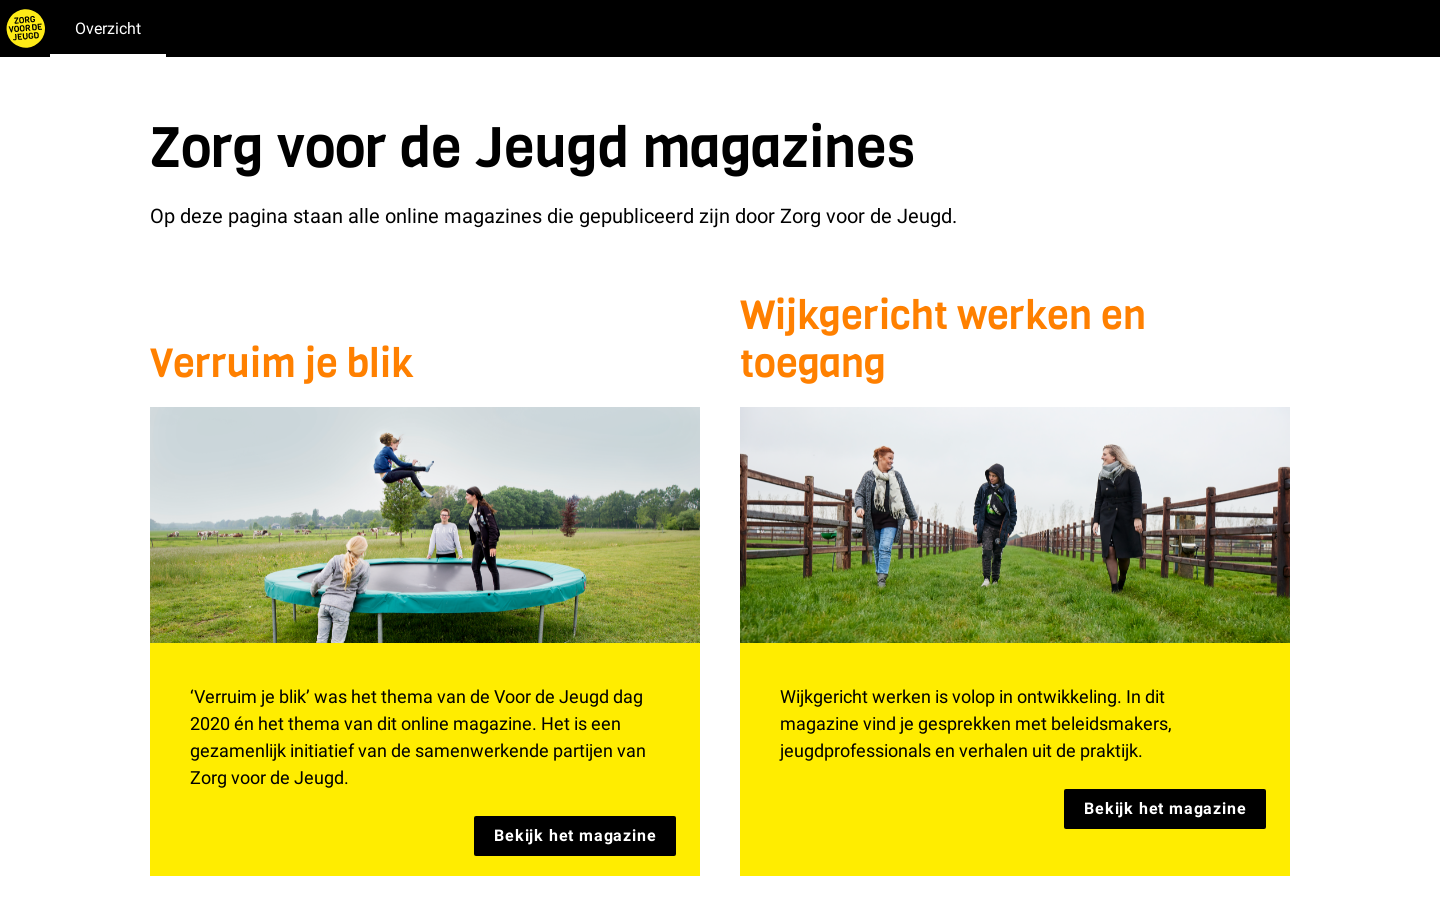 ZORG
VOOR DE
JEUGD
Overzicht
Zorg voor de Jeugd magazines
Op deze pagina staan alle online magazines die gepubliceerd zijn door Zorg voor de Jeugd.
Verruim je blik
‘Verruim je blik’ was het thema van de Voor de Jeugd dag
2020 én het thema van dit online magazine. Het is een
gezamenlijk initiatief van de samenwerkende partijen van
Zorg voor de Jeugd.
Bekijk het magazine
Wijkgericht werken en
toegang
Wijkgericht werken is volop in ontwikkeling. In dit
magazine vind je gesprekken met beleidsmakers,
jeugdprofessionals en verhalen uit de praktijk.
Bekijk het magazine